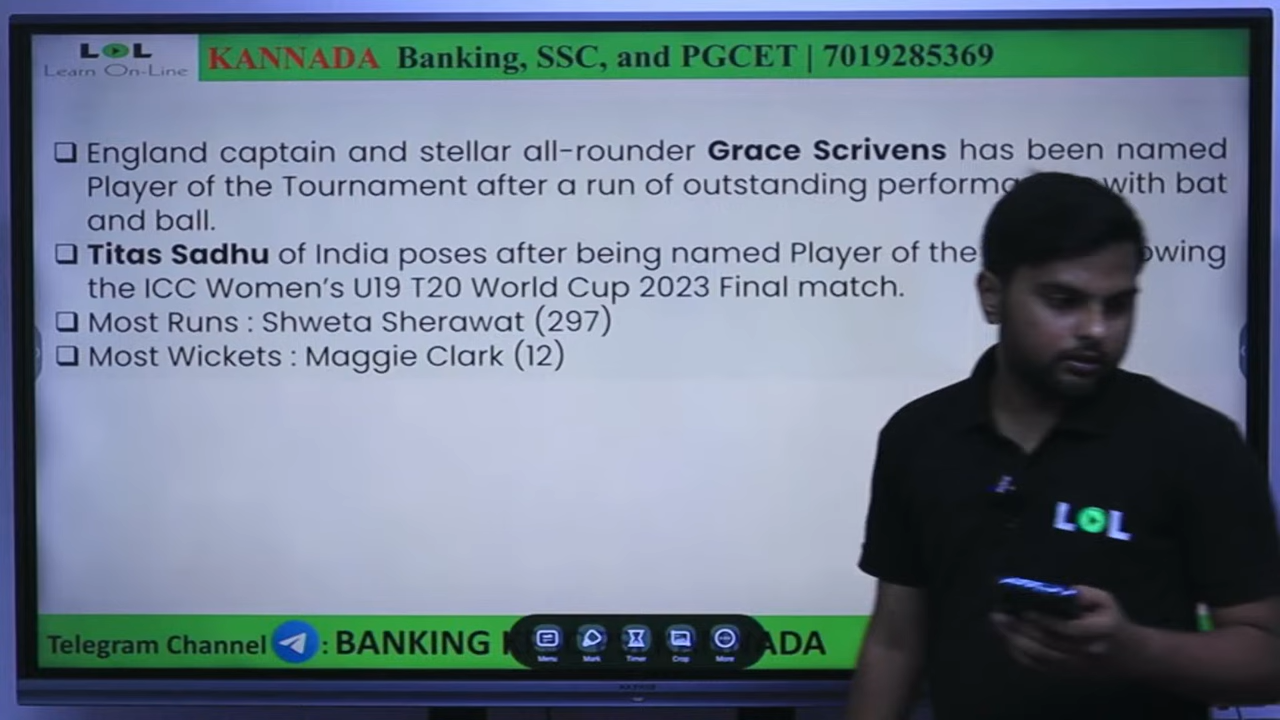 LOL
Learn On-Line
KANNADA Banking, SSC, and PGCET | 7019285369
England captain and stellar all-rounder Grace Scrivens has been named
Player of the Tournament after a run of outstanding with bat
and ball.
Titas Sadhu of India poses after being named Player of the
the ICC Women's U19 T20 World Cup 2023 Final match.
Most Runs : Shweta Sherawat (297)
Most Wickets : Maggie Clark (12)
LOL
Telegram Channel : BANKING
Menu Mark Timer Crop More